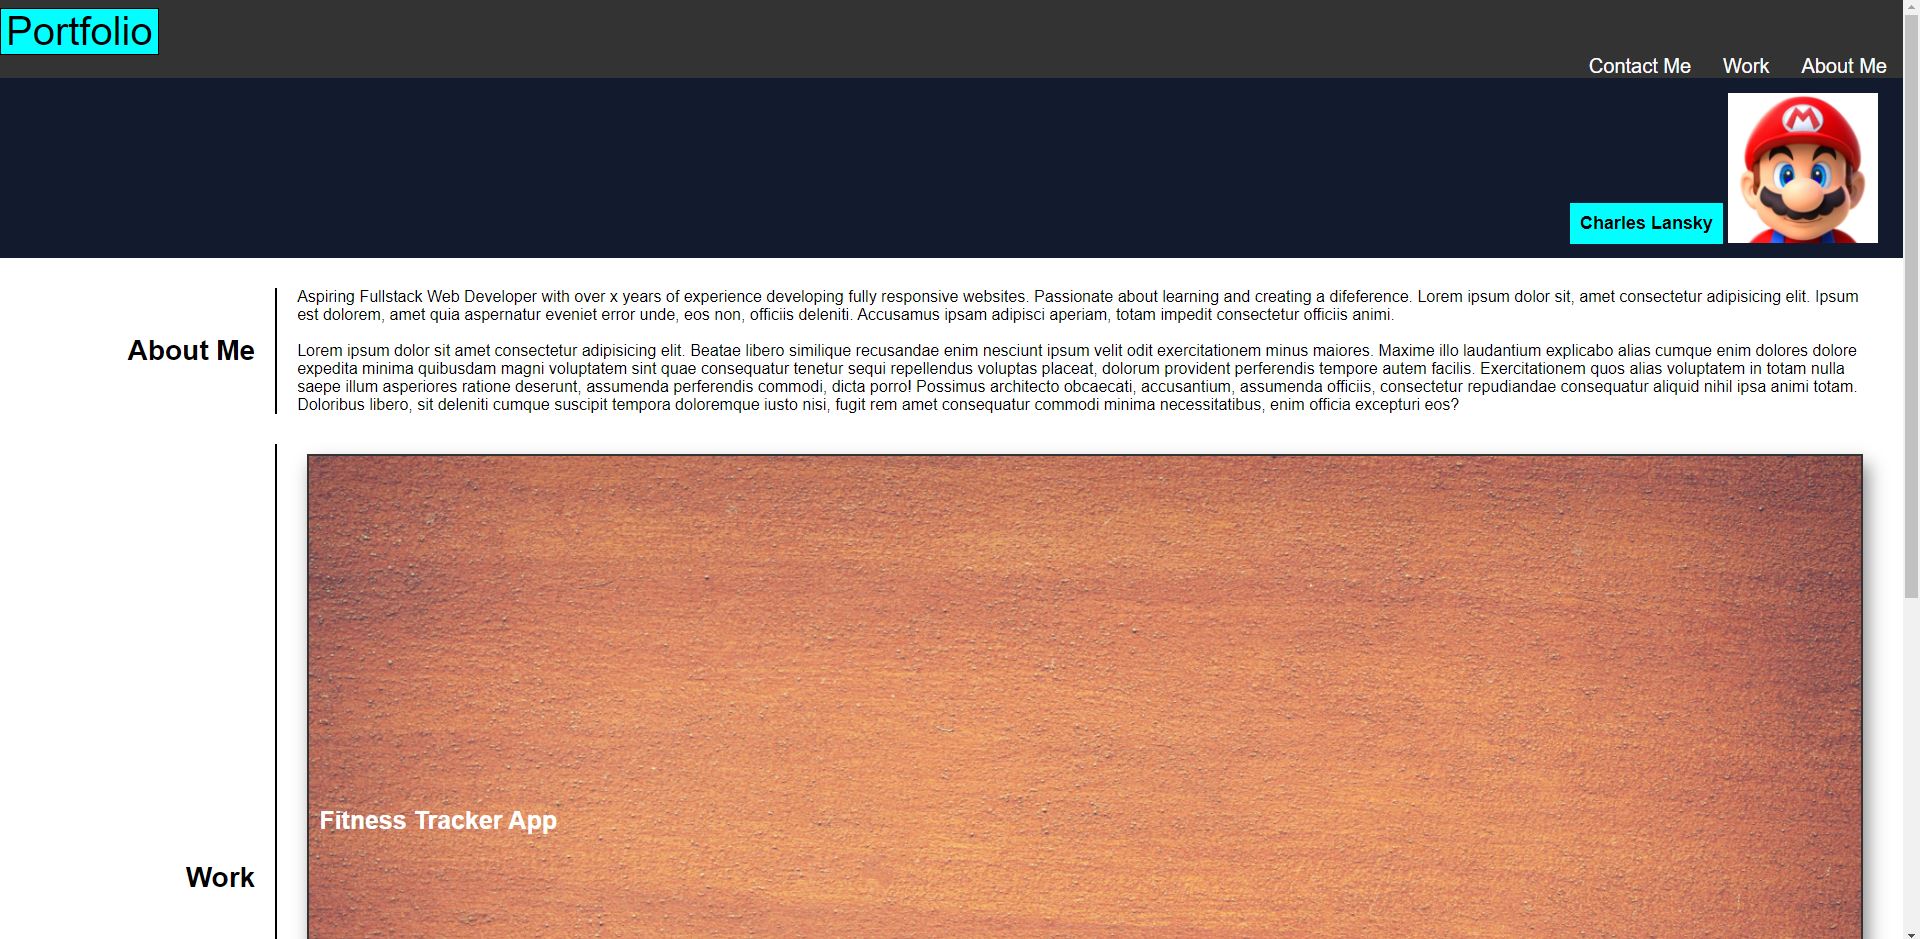 Portfolio
Contact Me Work About Me
M
Charles Lansky
About Me
Aspiring Fullstack Web Developer with over x years of experience developing fully responsive websites. Passionate about learning and creating a difeference. Lorem ipsum dolor sit, amet consectetur adipisicing elit. Ipsum
est dolorem, amet quia aspernatur eveniet error unde, eos non, officiis deleniti. Accusamus ipsam adipisci aperiam, totam impedit consectetur officiis animi.
Lorem ipsum dolor sit amet consectetur adipisicing elit. Beatae libero similique recusandae enim nesciunt ipsum velit odit exercitationem minus maiores. Maxime illo laudantium explicabo alias cumque enim dolores dolore
expedita minima quibusdam magni voluptatem sint quae consequatur tenetur sequi repellendus voluptas placeat, dolorum provident perferendis tempore autem facilis. Exercitationem quos alias voluptatem in totam nulla
saepe illum asperiores ratione deserunt, assumenda perferendis commodi, dicta porro! Possimus architecto obcaecati, accusantium, assumenda officiis, consectetur repudiandae consequatur aliquid nihil ipsa animi totam.
Doloribus libero, sit deleniti cumque suscipit tempora doloremque iusto nisi, fugit rem amet consequatur commodi minima necessitatibus, enim officia excepturi eos?
Fitness Tracker App
Work